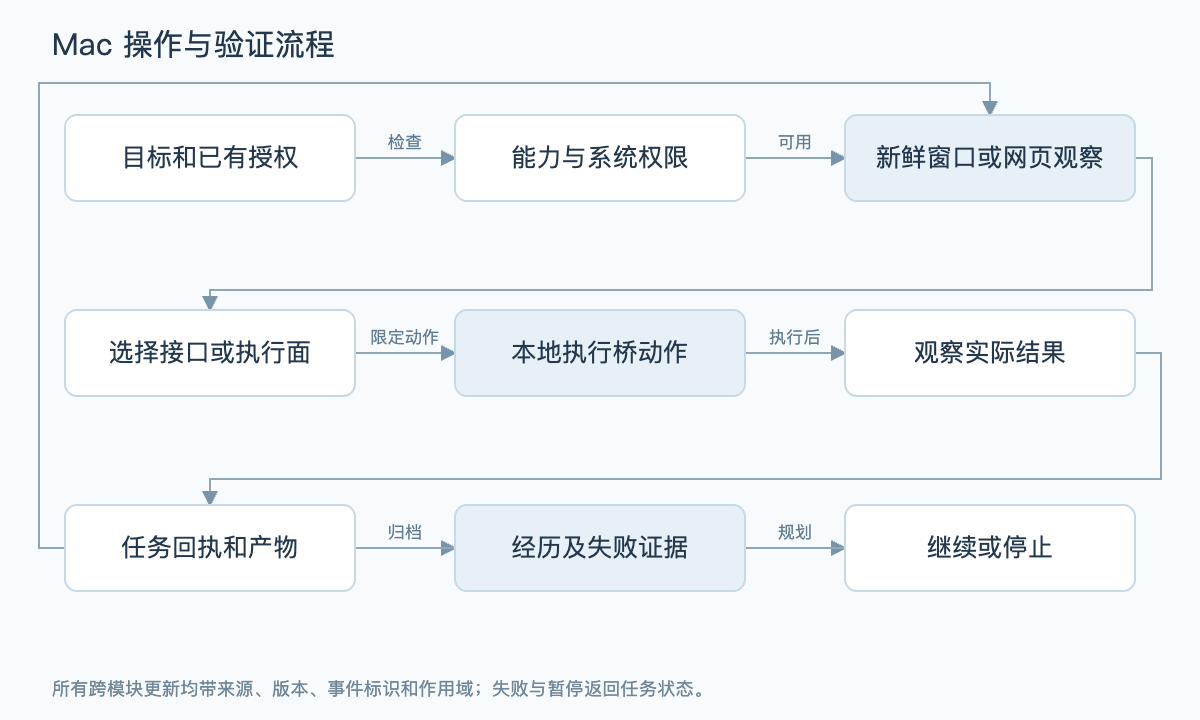 Mac 操作与验证流程
目标和已有授权
检查
能力与系统权限
可用
新鲜窗口或网页观察
选择接口或执行面
限定动作
本地执行桥动作
执行后
观察实际结果
任务回执和产物
归档
经历及失败证据
规划
继续或停止
所有跨模块更新均带来源、版本、事件标识和作用域；失败与暂停返回任务状态。